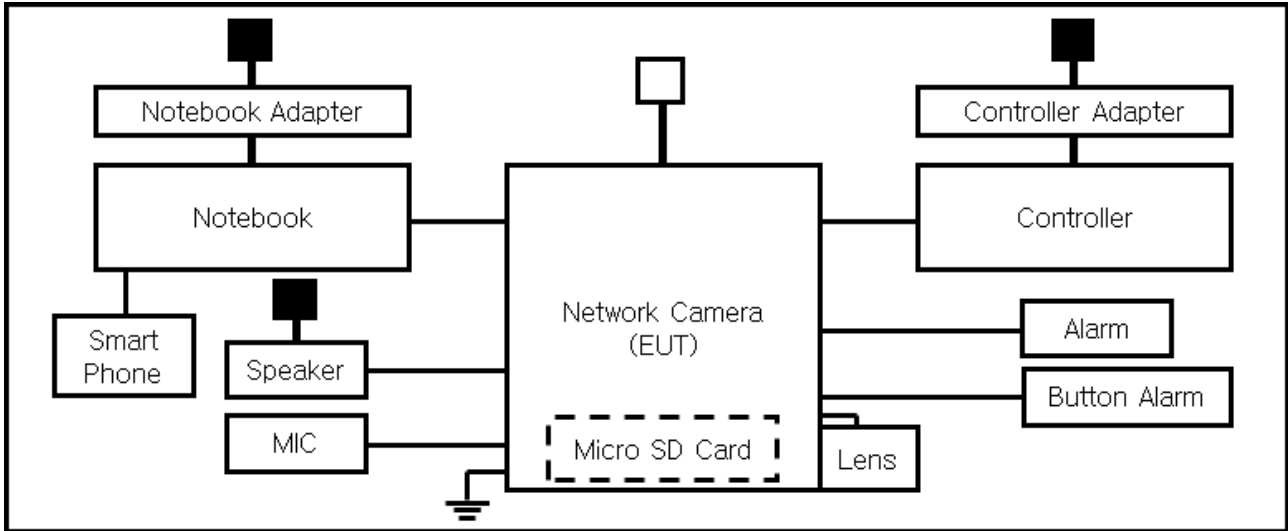 Notebook Adapter
Controller Adapter
Notebook
Controller
Network Camera
(EUT)
Smart
Phone
Speaker
Alarm
Button Alarm
MIC
Micro SD Card
Lens